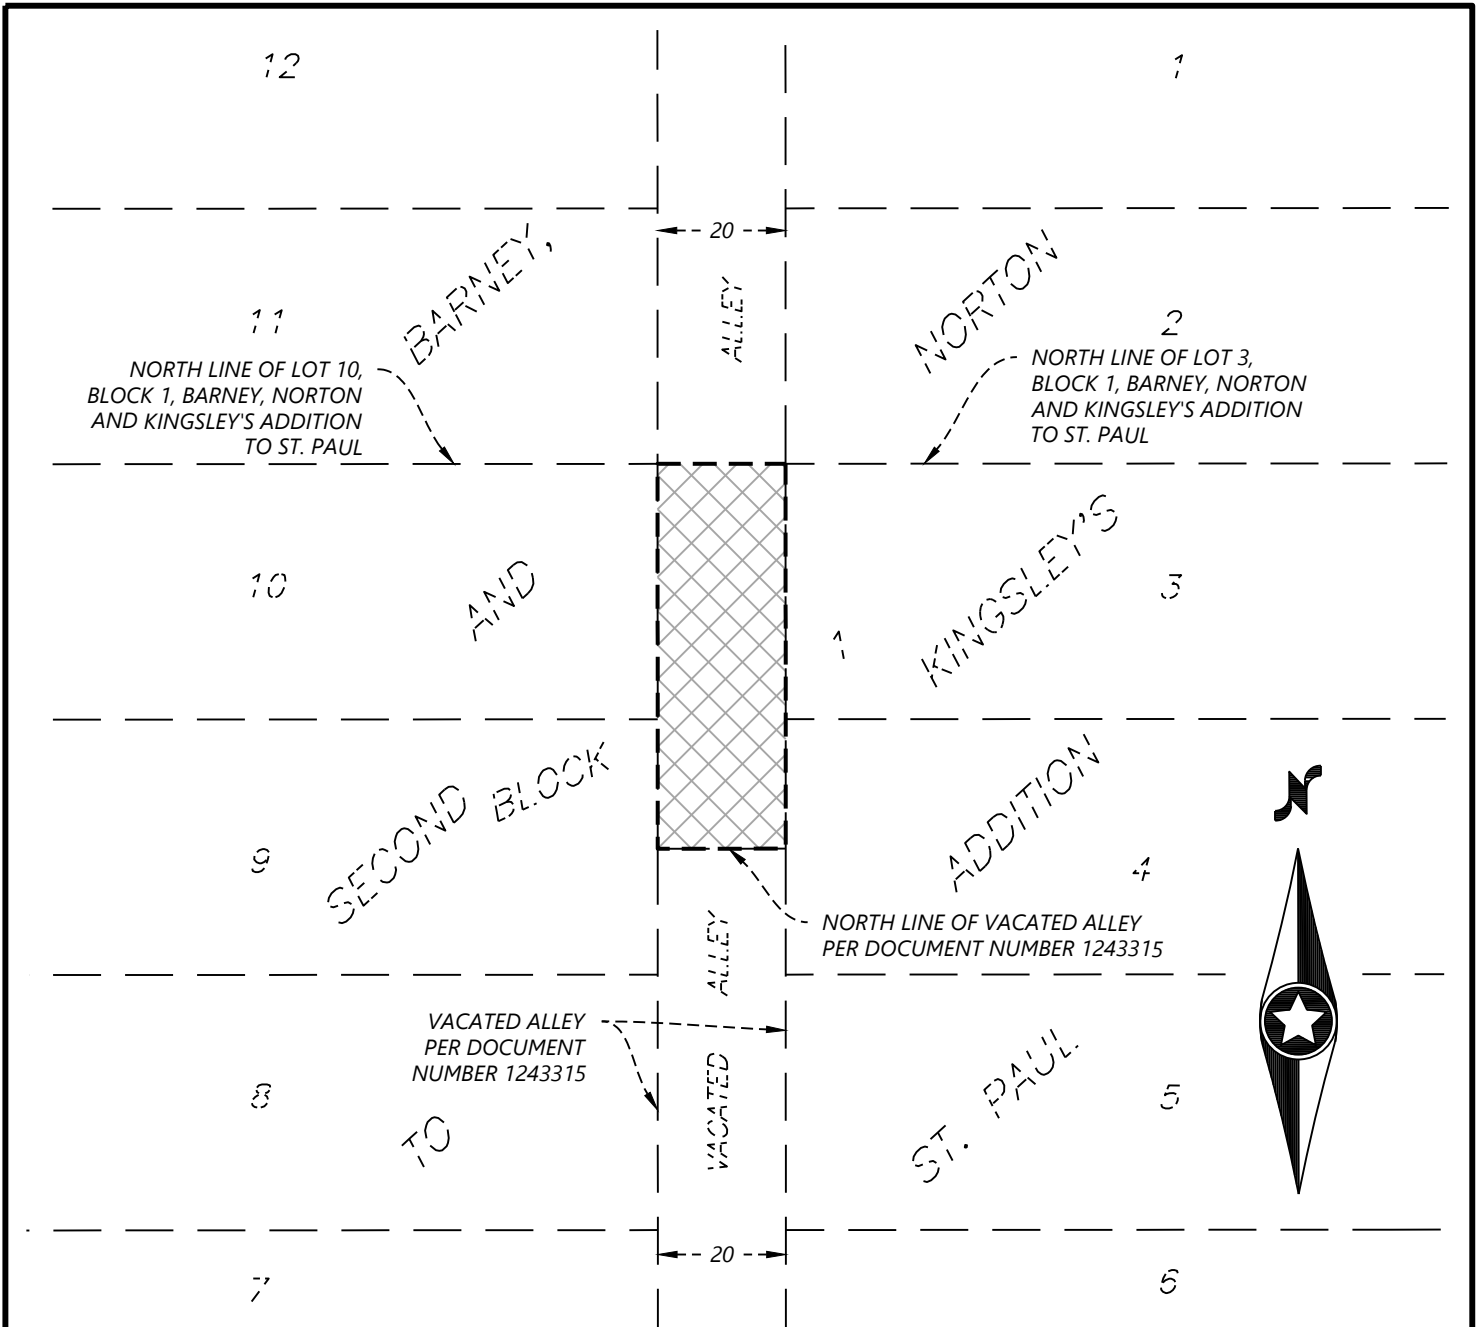 12
1
20
BARNEY,
NORTON
ALLEY
11
2
NORTH LINE OF LOT 10,
BLOCK 1, BARNEY, NORTON
AND KINGSLEY'S ADDITION
TO ST. PAUL
NORTH LINE OF LOT 3,
BLOCK 1, BARNEY, NORTON
AND KINGSLEY'S ADDITION
TO ST. PAUL
10
AND
1
KINGSLEY'S
3
SECOND
BLOCK
ADDITION
N
9
4
NORTH LINE OF VACATED ALLEY
PER DOCUMENT NUMBER 1243315
VACATED ALLEY
VACATED ALLEY
PER DOCUMENT
NUMBER 1243315
8
TO
ST. PAUL
5
20
7
6